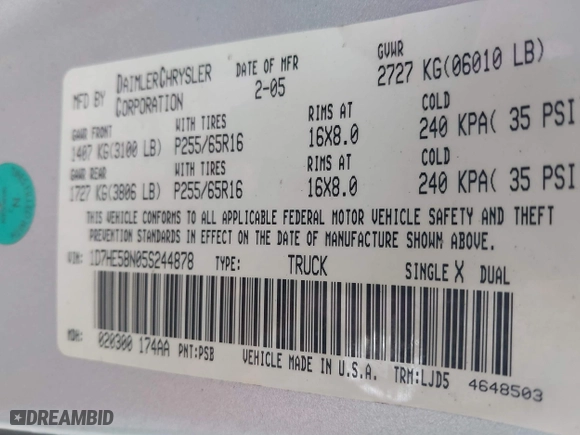 MFD BY DAIMLERCHRYSLER CORPORATION
DATE OF MFR 2-05
GVWR 2727 KG(06010 LB)
GAWR FRONT WITH TIRES RIMS AT COLD
1407 KG(3100 LB) P255/65R16 16X8.0 240 KPA( 35 PSI
GAWR REAR WITH TIRES RIMS AT COLD
1727 KG(3806 LB) P255/65R16 16X8.0 240 KPA( 35 PSI
THIS VEHICLE CONFORMS TO ALL APPLICABLE FEDERAL MOTOR VEHICLE SAFETY AND THEFT
PREVENTION STANDARDS IN EFFECT ON THE DATE OF MANUFACTURE SHOWN ABOVE.
VIN: 1D7HE58N05S244878 TYPE: TRUCK SINGLE X DUAL
MDH: 020300 174AA PNT:PSB VEHICLE MADE IN U.S.A. TRM:LJD5 4648503
DREAMBID